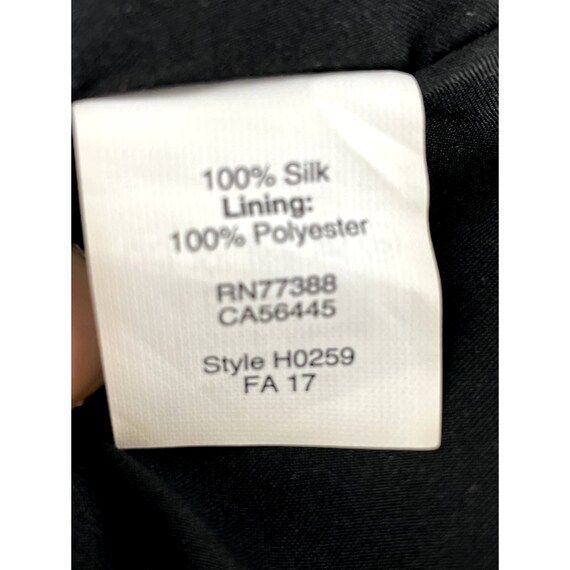 100% Silk
Lining:
100% Polyester
RN77388
CA56445
Style H0259
FA 17